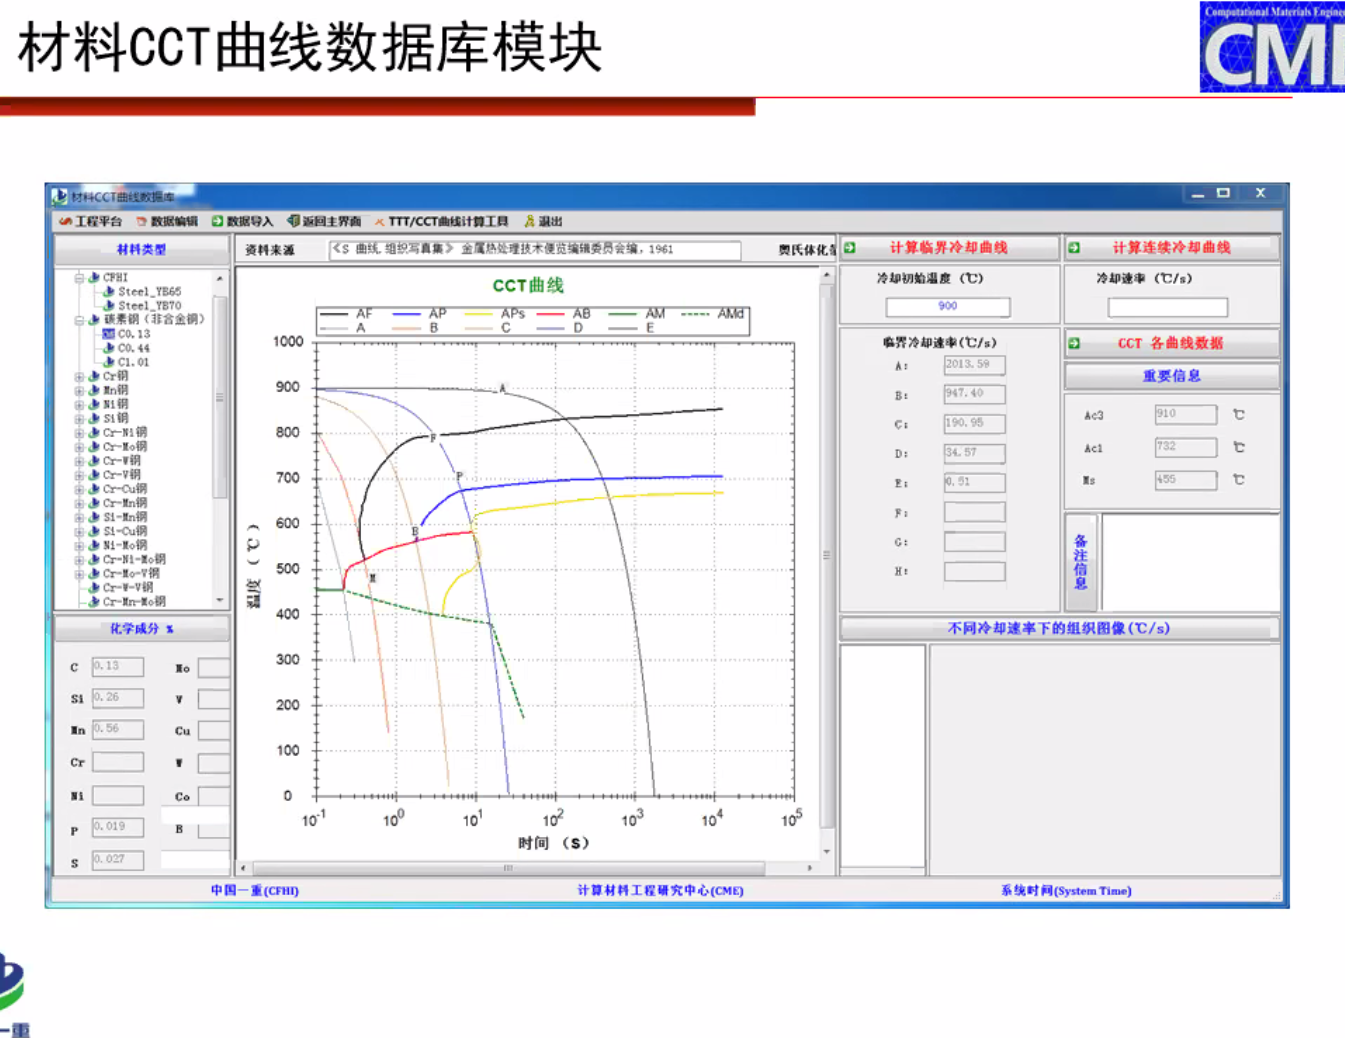 材料CCT曲线数据库模块
Computational Materials Engine
CME
材料CCT曲线数据库
工程平台 数据编辑 数据导入 返回主界面 TTT/CCT曲线计算工具 退出
材料类型
资料来源 《S 曲线,组织写真集》 金属热处理技术便览编辑委员会编, 1961 奥氏体化
计算临界冷却曲线
计算连续冷却曲线
CFHI
Steel_YB65
Steel_YB70
碳素钢(非合金钢)
C0.13
C0.44
C1.01
Cr钢
Mn钢
Ni钢
Si钢
Cr-Ni钢
Cr-Mo钢
Cr-W钢
Cr-V钢
Cr-Cu钢
Cr-Mn钢
Si-Mn钢
Si-Cu钢
Ni-Mo钢
Cr-Ni-Mo钢
Cr-Mo-V钢
Cr-W-V钢
Cr-Mn-Mo钢
化学成分 %
C 0.13 Mo
Si 0.26 V
Mn 0.56 Cu
Cr W
Ni Co
P 0.019 B
S 0.027
CCT曲线
AF AP APs AB AM AMd
A B C D E
1000
900
800
700
600
500
400
300
200
100
0
温度 (℃)
A
F
P
B
M
10-1 100 101 102 103 104 105
时间 (S)
冷却初始温度 (℃)
900
冷却速率 (℃/s)
临界冷却速率(℃/s)
A: 2013.59
B: 947.40
C: 190.95
D: 34.57
E: 0.51
F:
G:
H:
CCT 各曲线数据
重要信息
Ac3 910 ℃
Ac1 732 ℃
Ms 455 ℃
备注信息
不同冷却速率下的组织图像(℃/s)
中国一重(CFHI) 计算材料工程研究中心(CME) 系统时间(System Time)
一重